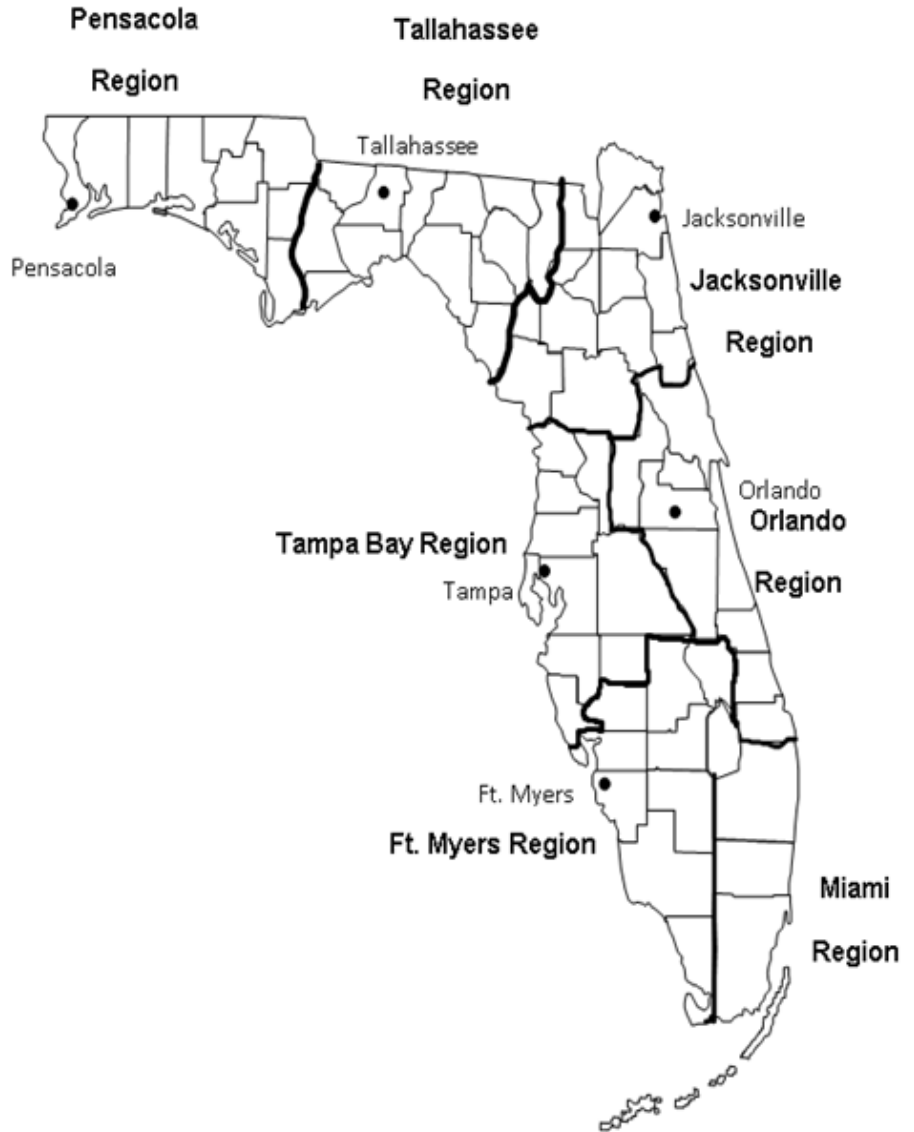 Pensacola
Region
Tallahassee
Region
Tallahassee
Pensacola
Jacksonville
Jacksonville
Region
Orlando
Orlando
Region
Tampa Bay Region
Tampa
Ft. Myers
Ft. Myers Region
Miami
Region